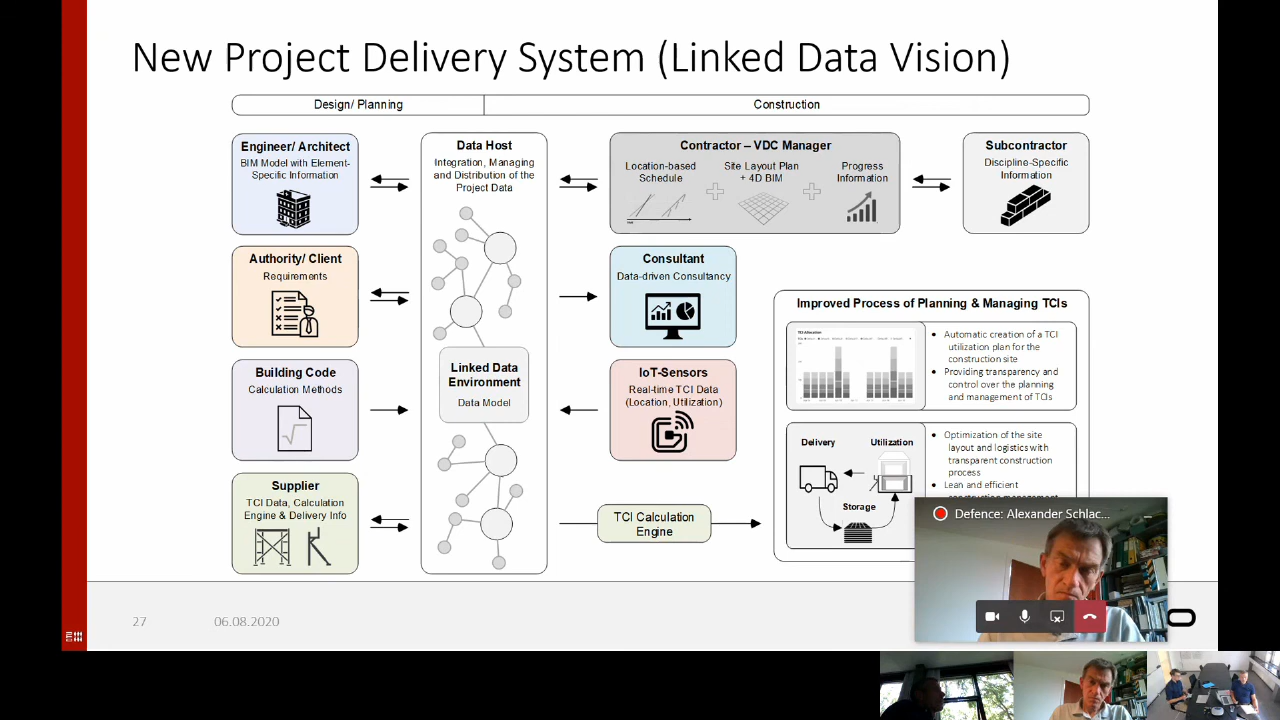 New Project Delivery System (Linked Data Vision)
Design/ Planning
Construction
Engineer/ Architect
BIM Model with Element-
Specific Information
Authority/ Client
Requirements
Building Code
Calculation Methods
Supplier
TCI Data, Calculation
Engine & Delivery Info
Data Host
Integration, Managing
and Distribution of the
Project Data
Linked Data
Environment
Data Model
Contractor – VDC Manager
Location-based
Schedule
Site Layout Plan
+ 4D BIM
Progress
Information
Subcontractor
Discipline-Specific
Information
Consultant
Data-driven Consultancy
IoT-Sensors
Real-time TCI Data
(Location, Utilization)
TCI Calculation
Engine
Improved Process of Planning & Managing TCIs
TCI Allocation
• Automatic creation of a TCI
utilization plan for the
construction site
• Providing transparency and
control over the planning
and management of TCIs
Delivery
Utilization
Storage
• Optimization of the site
layout and logistics with
transparent construction
process
• Lean and efficient
construction management
Defence: Alexander Schlac...
27
06.08.2020